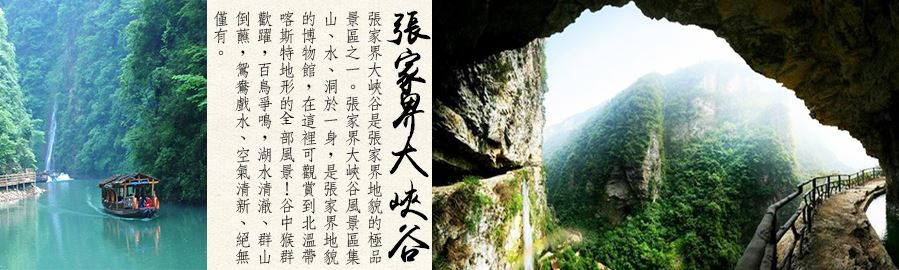 張家界大峽谷
張家界大峽谷是張家界地貌的極品
景區之一。張家界大峽谷風景區集
山、水、洞於一身，是張家界地貌
的博物館，在這裡可觀賞到北溫帶
喀斯特地形的全部風景！谷中猴群
歡躍，百鳥爭鳴，湖水清澈、群山
倒蘸，鴛鴦戲水、空氣清新、絕無
僅有。